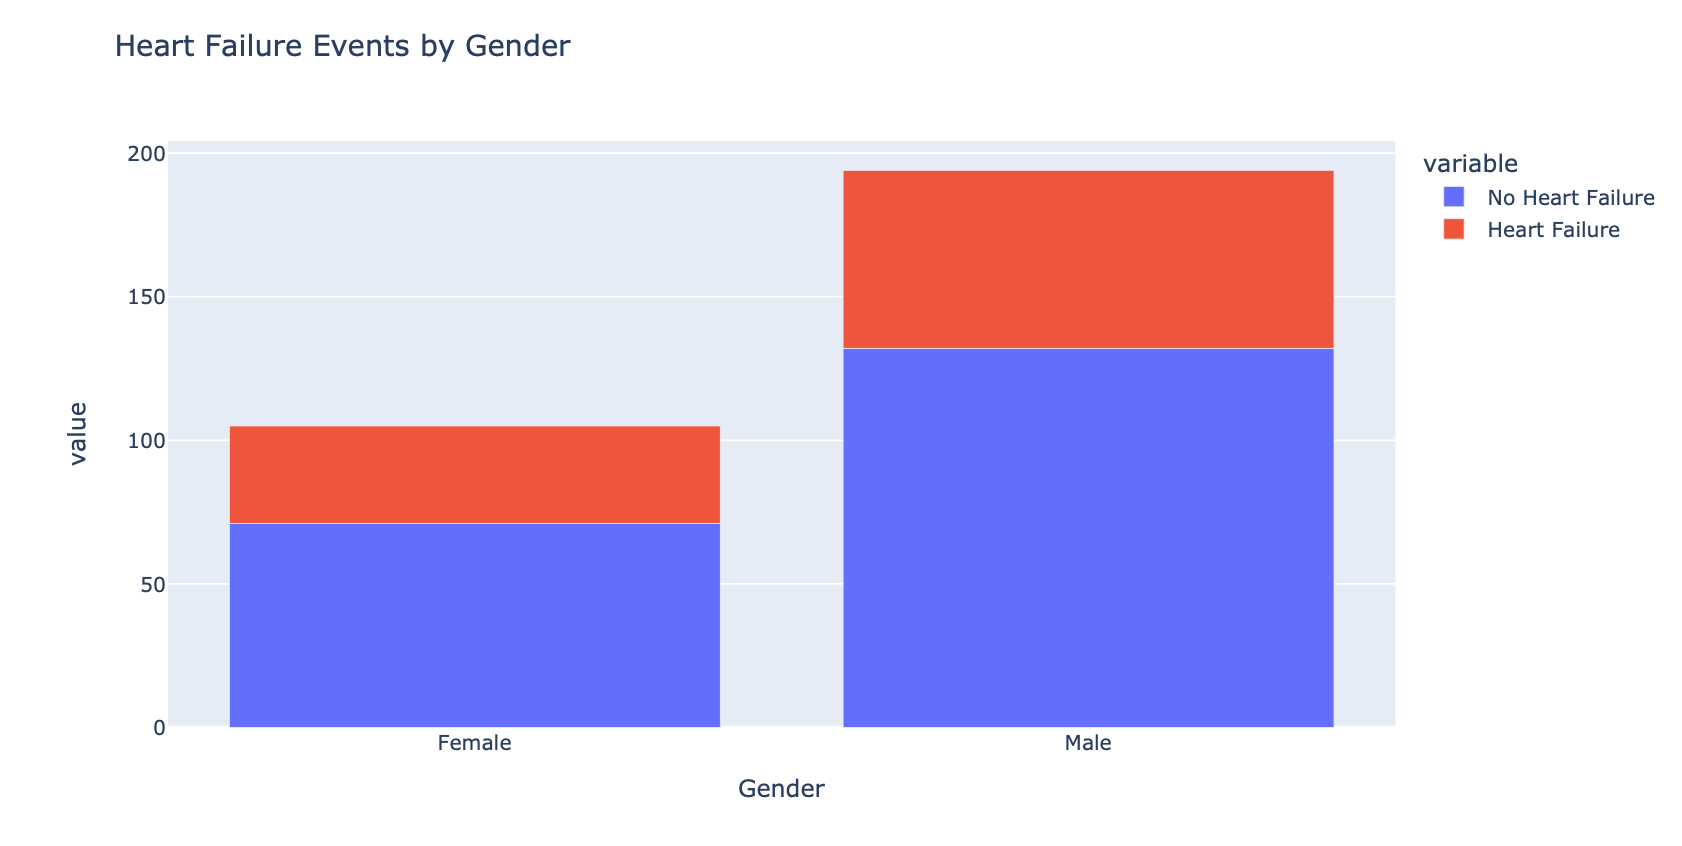 Heart Failure Events by Gender
200
150
100
50
0
value
Female
Male
Gender
variable
No Heart Failure
Heart Failure